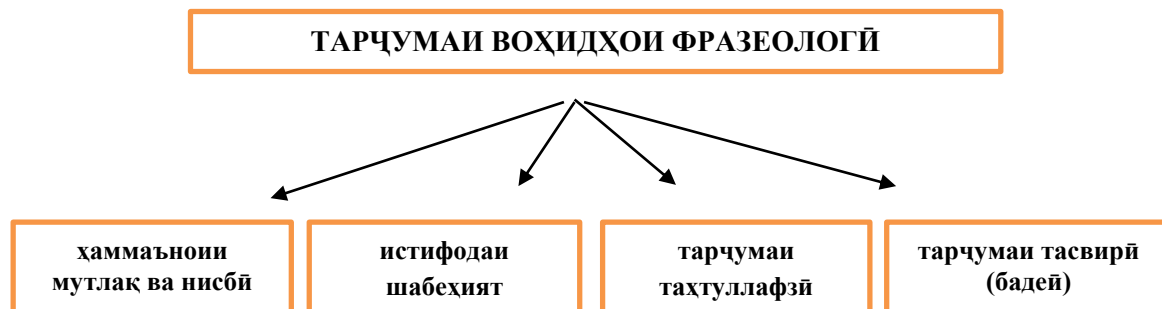 ТАРҶУМАИ ВОҲИДҲОИ ФРАЗЕОЛОГӢ
ҳаммаъноии
мутлақ ва нисбӣ
истифодаи
шабеҳият
тарҷумаи
таҳтуллафзӣ
тарҷумаи тасвирӣ
(бадеӣ)